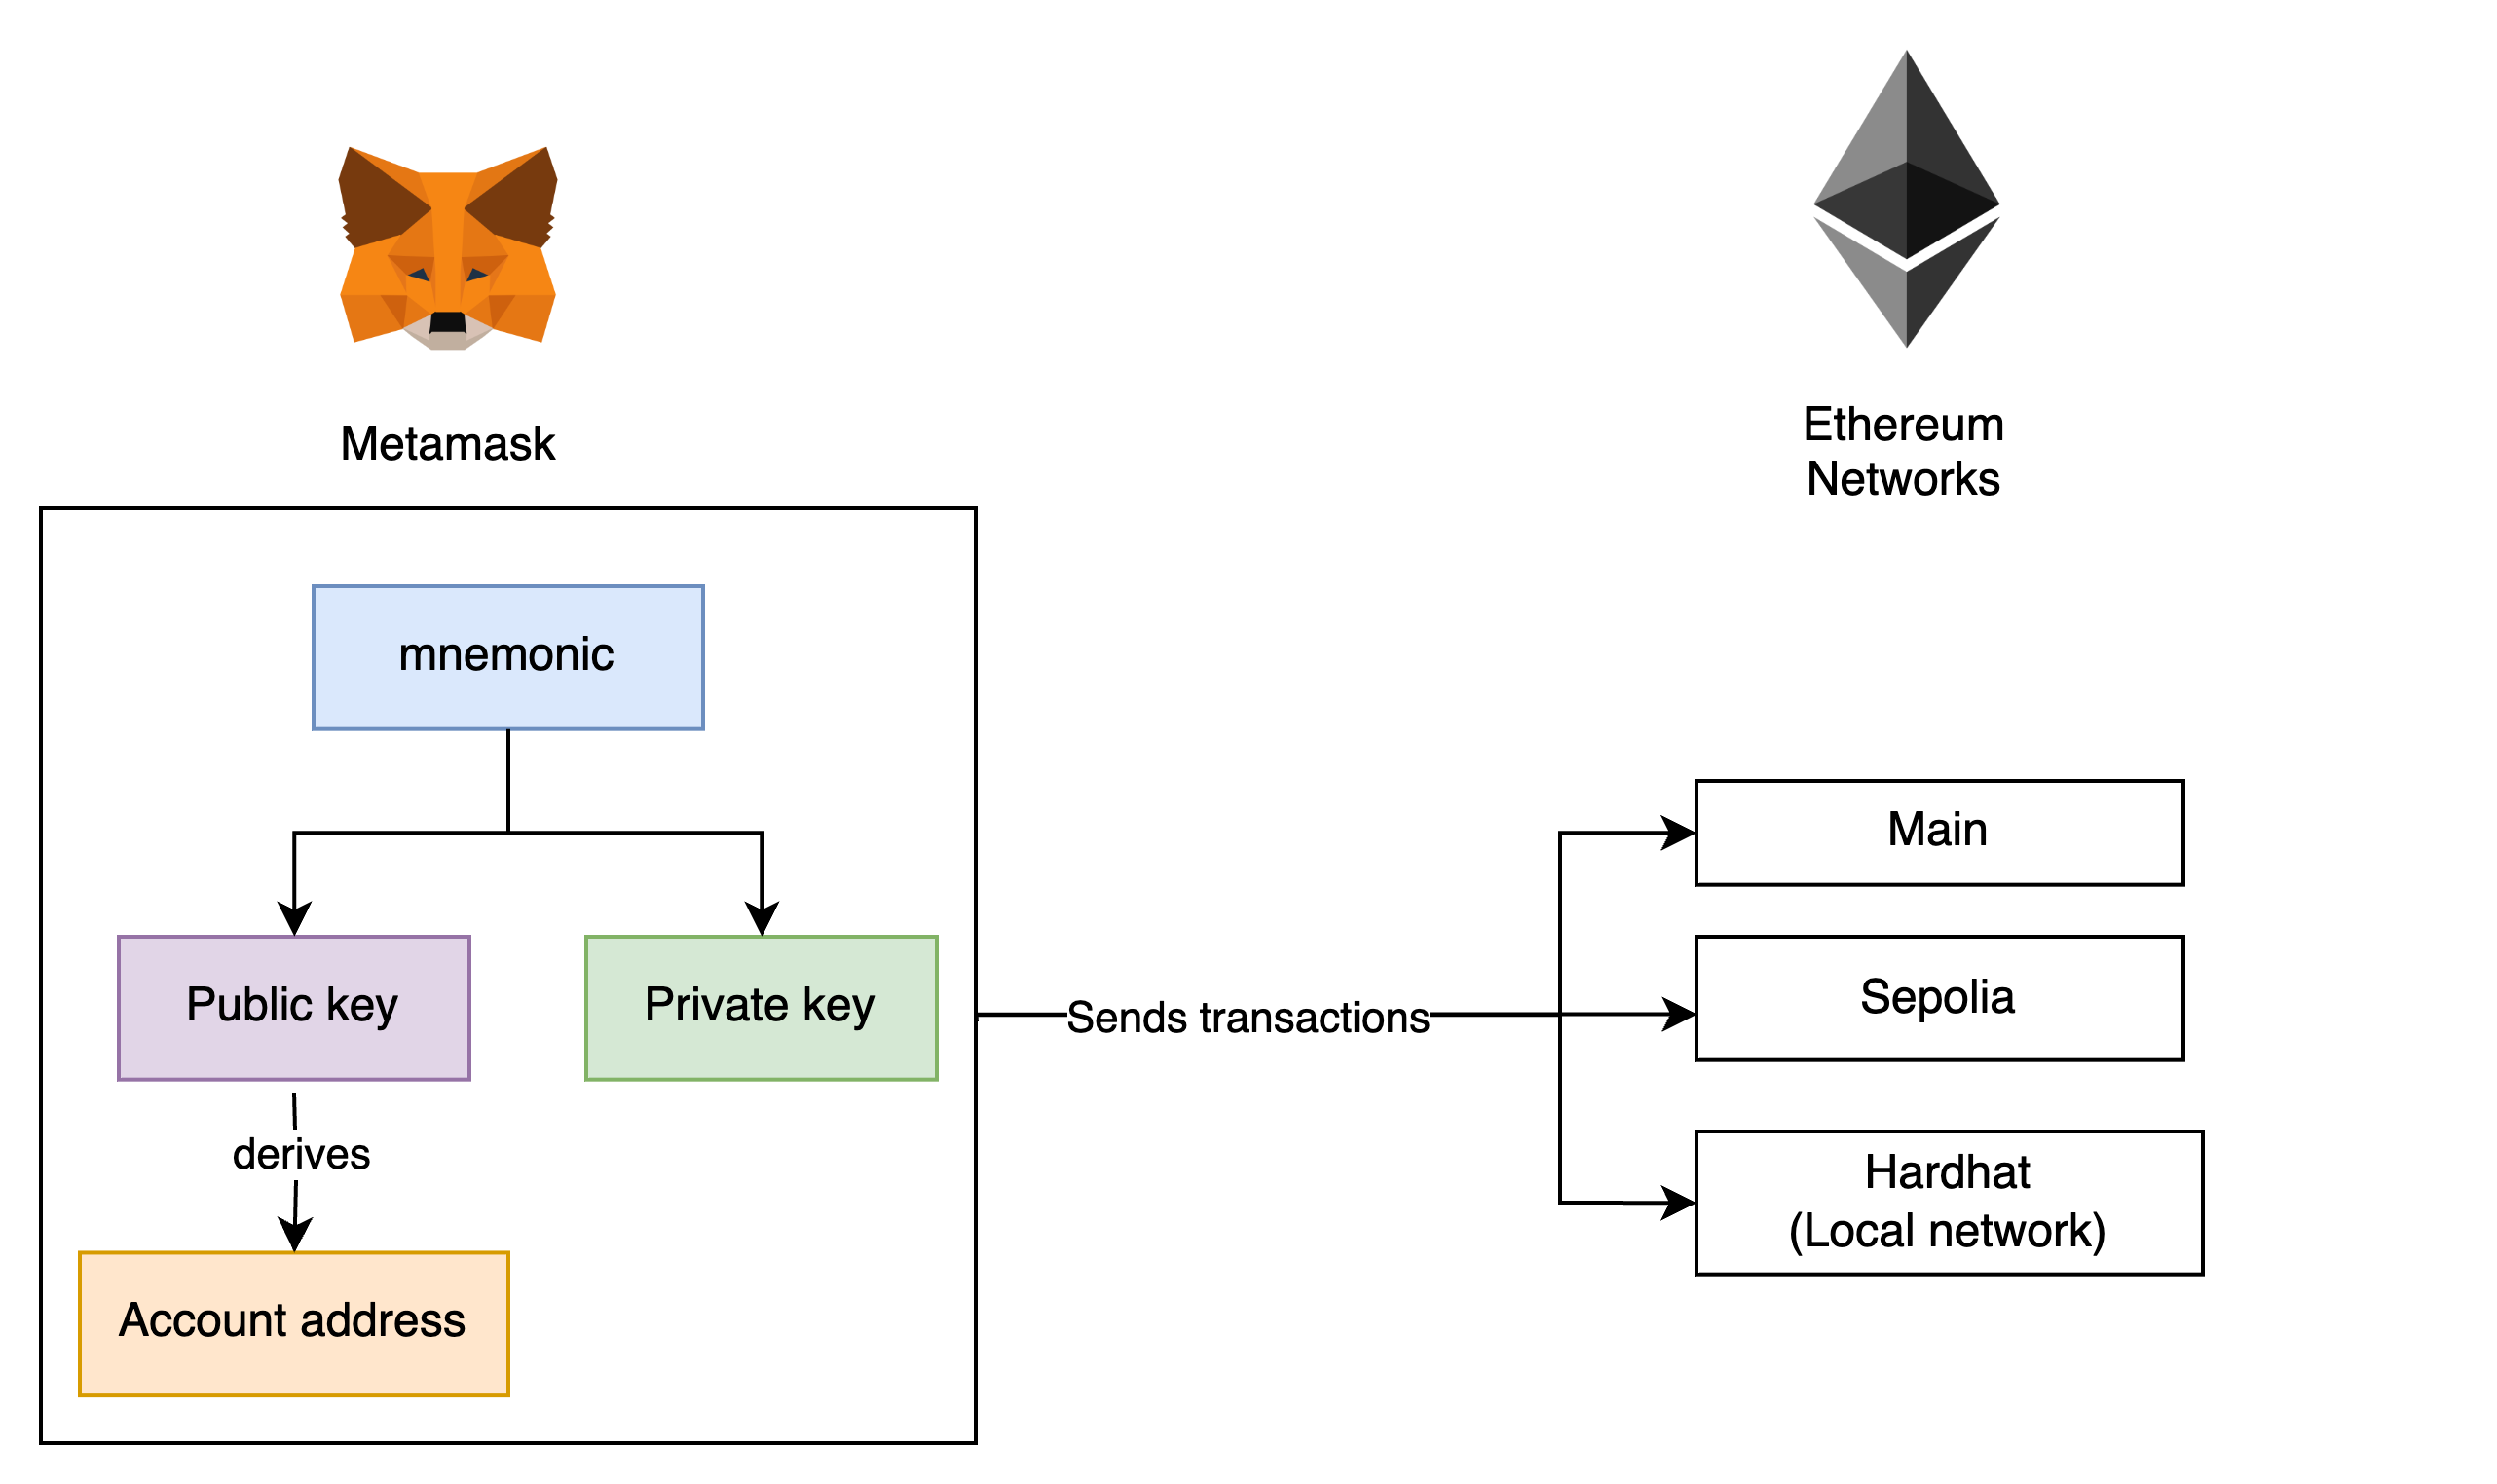 Metamask
Ethereum
Networks
mnemonic
Public key
Private key
derives
Account address
Sends transactions
Main
Sepolia
Hardhat
(Local network)